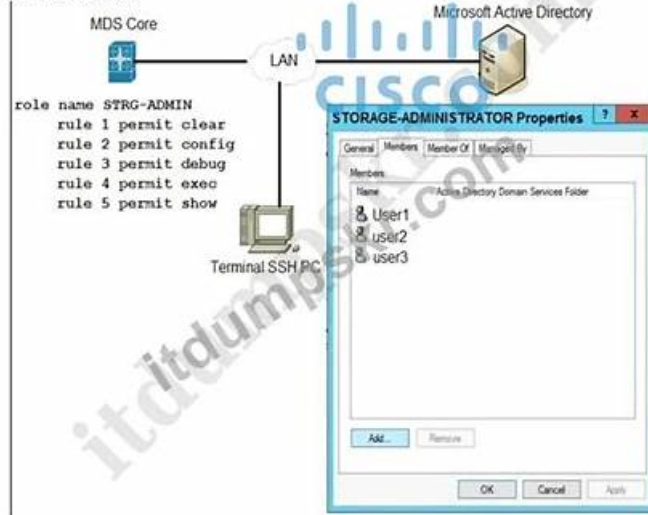 MDS Core
Microsoft Active Directory
LAN
CISCO
role name STRG-ADMIN
rule 1 permit clear
rule 2 permit config
rule 3 permit debug
rule 4 permit exec
rule 5 permit show
Terminal SSH PC
STORAGE-ADMINISTRATOR Properties
? X
General Members Member Of Managed By
Members
Name Active Directory Domain Services Folder
User1
user2
user3
Add... Remove
OK Cancel Apply
itdumpskr.com